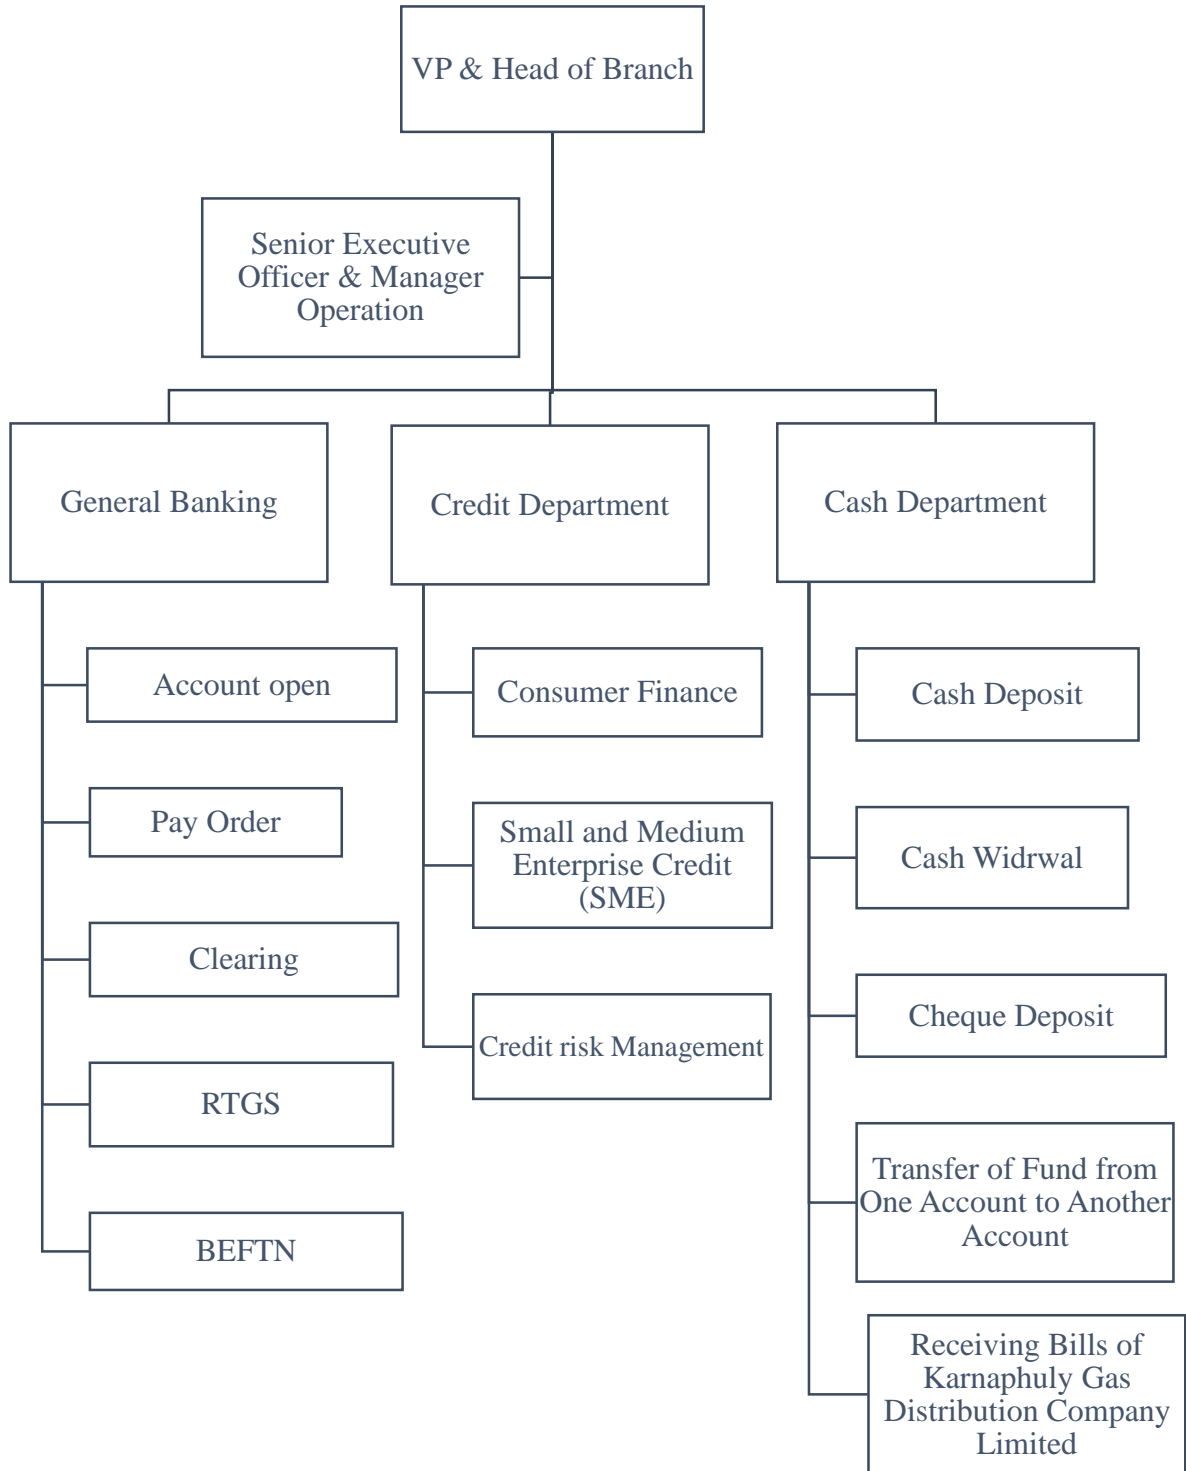 VP & Head of Branch
Senior Executive
Officer & Manager
Operation
General Banking
Credit Department
Cash Department
Account open
Pay Order
Clearing
RTGS
BEFTN
Consumer Finance
Small and Medium
Enterprise Credit
(SME)
Credit risk Management
Cash Deposit
Cash Widrwal
Cheque Deposit
Transfer of Fund from
One Account to Another
Account
Receiving Bills of
Karnaphuly Gas
Distribution Company
Limited